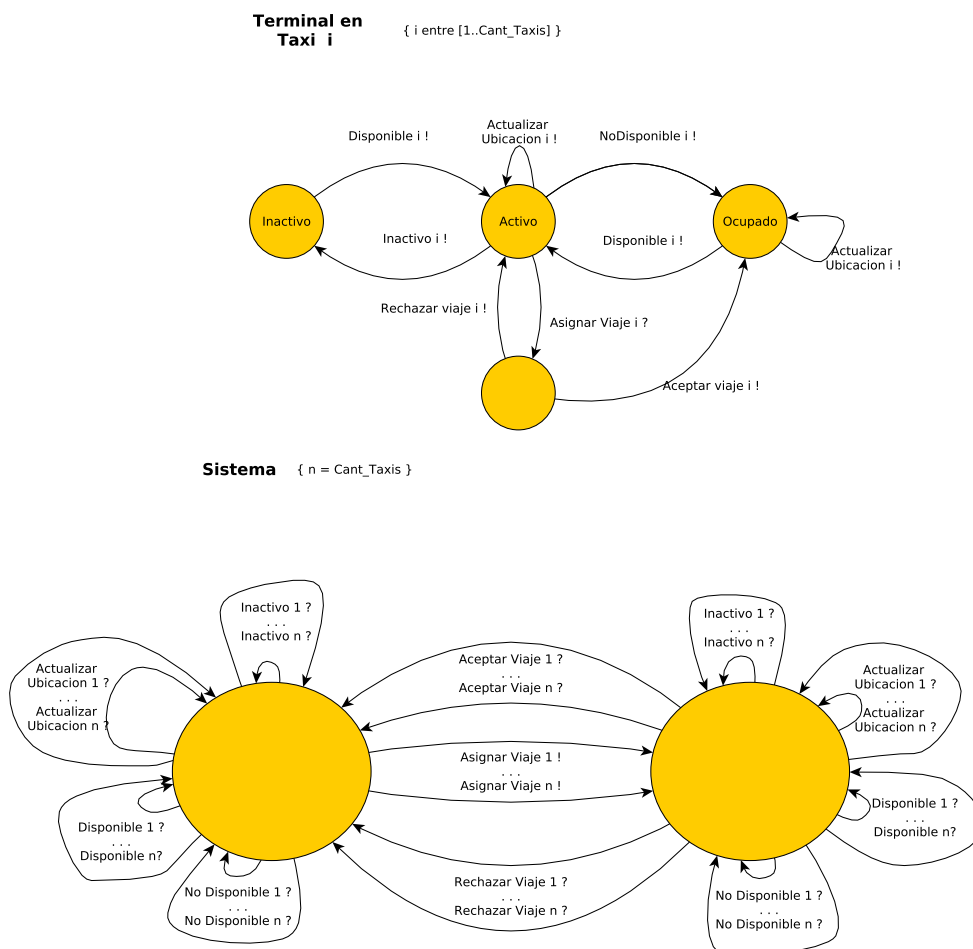 Terminal en
Taxi i
{ i entre [1..Cant_Taxis] }
Disponible i !
Actualizar
Ubicacion i !
NoDisponible i !
Inactivo
Activo
Ocupado
Inactivo i !
Disponible i !
Actualizar
Ubicacion i !
Rechazar viaje i !
Asignar Viaje i ?
Aceptar viaje i !
Sistema
{ n = Cant_Taxis }
Inactivo 1 ?
. . .
Inactivo n ?
Actualizar
Ubicacion 1 ?
. . .
Actualizar
Ubicacion n ?
Disponible 1 ?
. . .
Disponible n?
No Disponible 1 ?
. . .
No Disponible n ?
Aceptar Viaje 1 ?
. . .
Aceptar Viaje n ?
Asignar Viaje 1 !
. . .
Asignar Viaje n !
Rechazar Viaje 1 ?
. . .
Rechazar Viaje n ?
Inactivo 1 ?
. . .
Inactivo n ?
Actualizar
Ubicacion 1 ?
. . .
Actualizar
Ubicacion n ?
Disponible 1 ?
. . .
Disponible n?
No Disponible 1 ?
. . .
No Disponible n ?